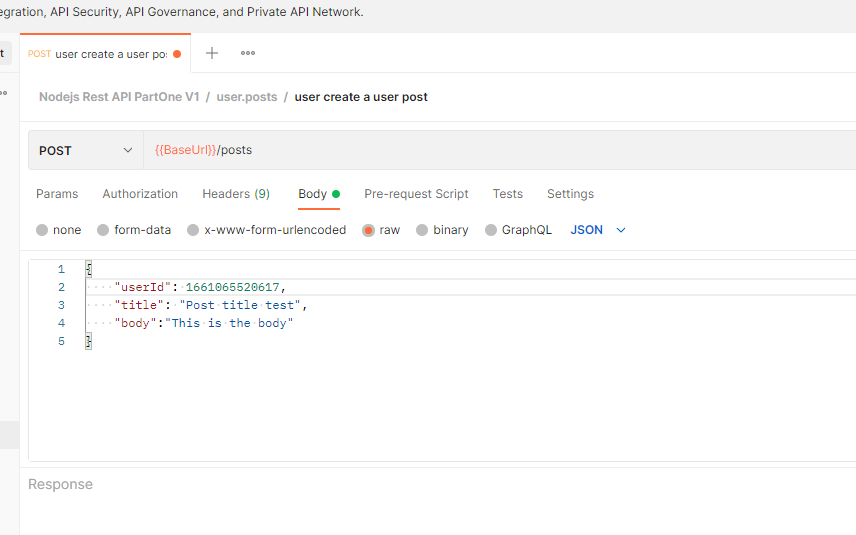 egration, API Security, API Governance, and Private API Network.
t POST user create a user po
Nodejs Rest API PartOne V1 / user.posts / user create a user post
POST {{BaseUrl}}/posts
Params Authorization Headers (9) Body Pre-request Script Tests Settings
none form-data x-www-form-urlencoded raw binary GraphQL JSON
1 {
2 "userId": 1661065520617,
3 "title": "Post title test",
4 "body":"This is the body"
5 }
Response